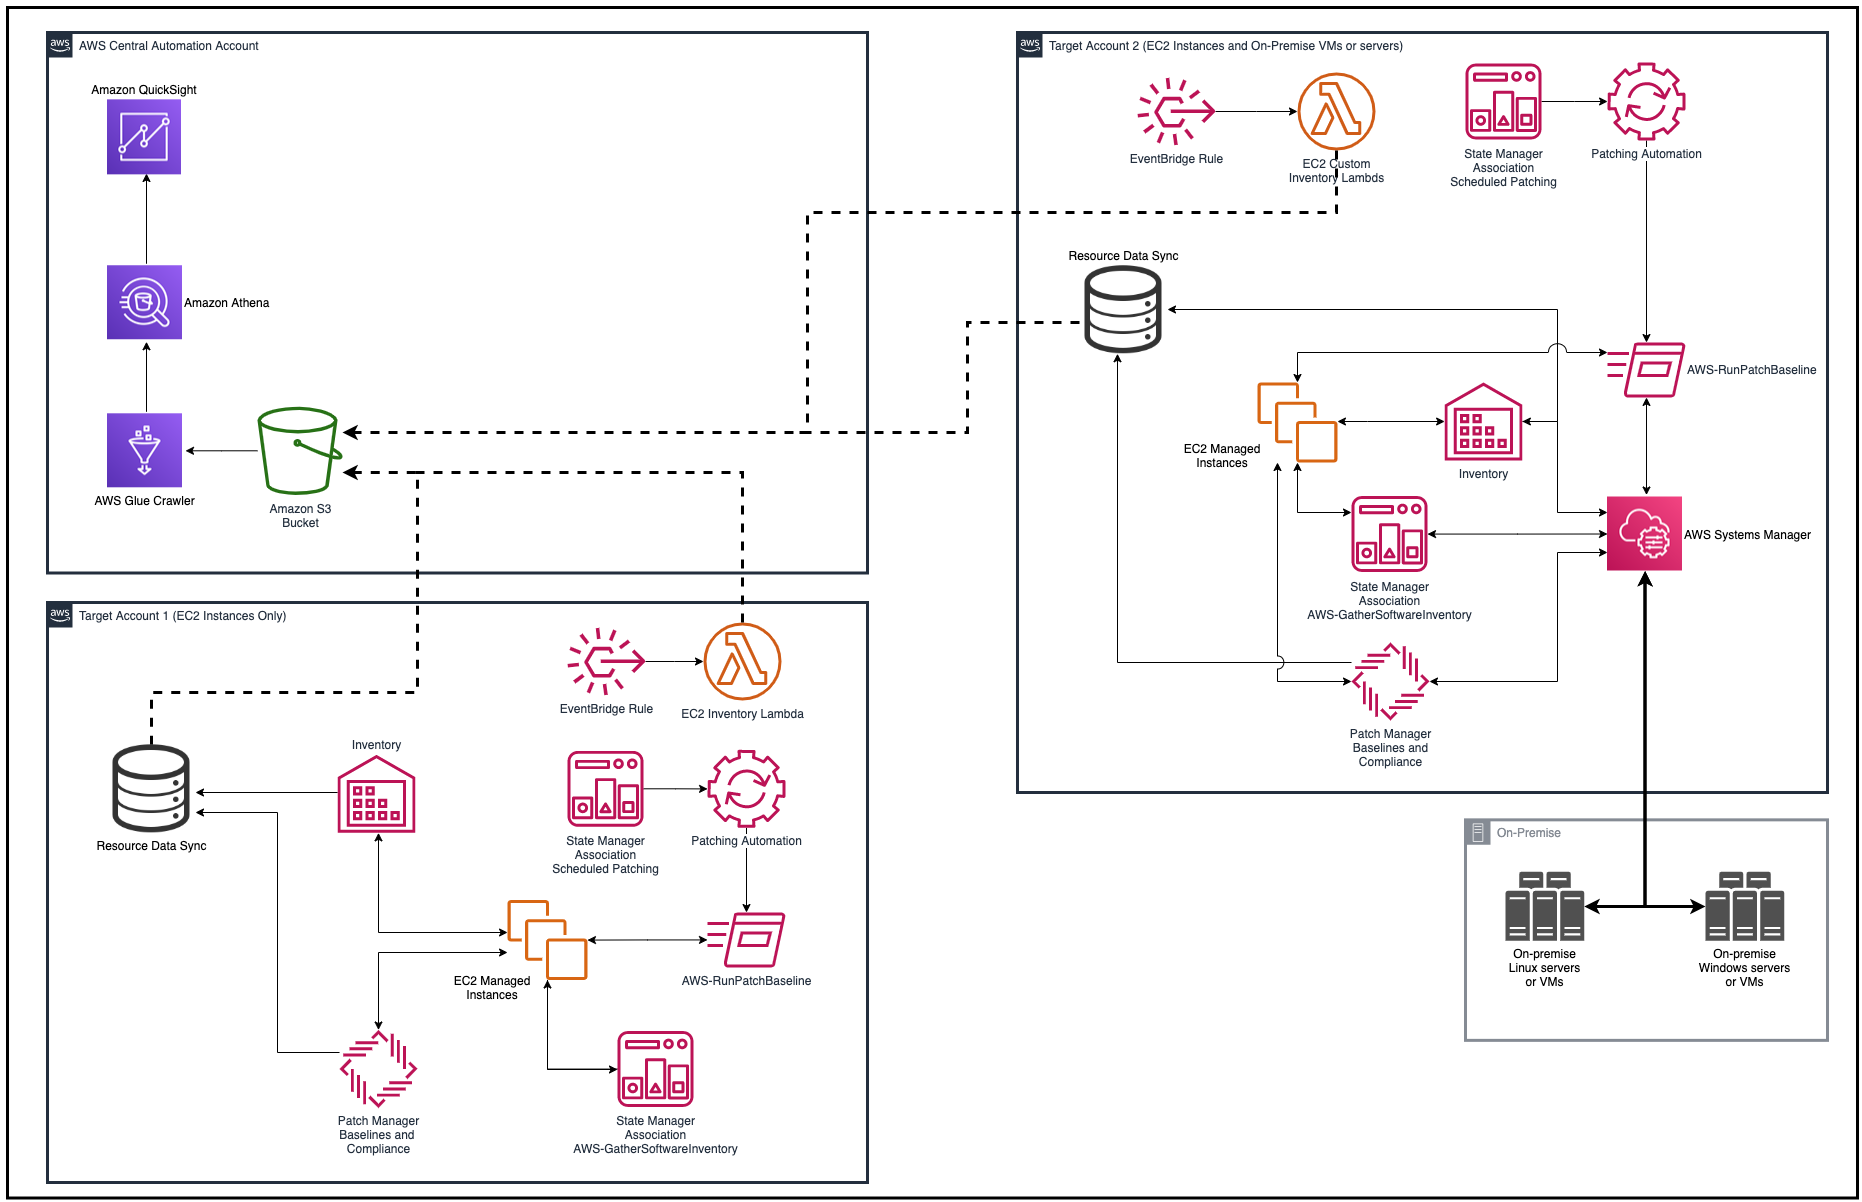 aws
AWS Central Automation Account
Amazon QuickSight
Amazon Athena
AWS Glue Crawler
Amazon S3
Bucket
aws
Target Account 2 (EC2 Instances and On-Premise VMs or servers)
EventBridge Rule
EC2 Custom
Inventory Lambds
State Manager
Association
Scheduled Patching
Patching Automation
Resource Data Sync
AWS-RunPatchBaseline
EC2 Managed
Instances
Inventory
State Manager
Association
AWS-GatherSoftwareInventory
AWS Systems Manager
Patch Manager
Baselines and
Compliance
aws
Target Account 1 (EC2 Instances Only)
EventBridge Rule
EC2 Inventory Lambda
Inventory
Resource Data Sync
State Manager
Association
Scheduled Patching
Patching Automation
EC2 Managed
Instances
AWS-RunPatchBaseline
Patch Manager
Baselines and
Compliance
State Manager
Association
AWS-GatherSoftwareInventory
On-Premise
On-premise
Linux servers
or VMs
On-premise
Windows servers
or VMs